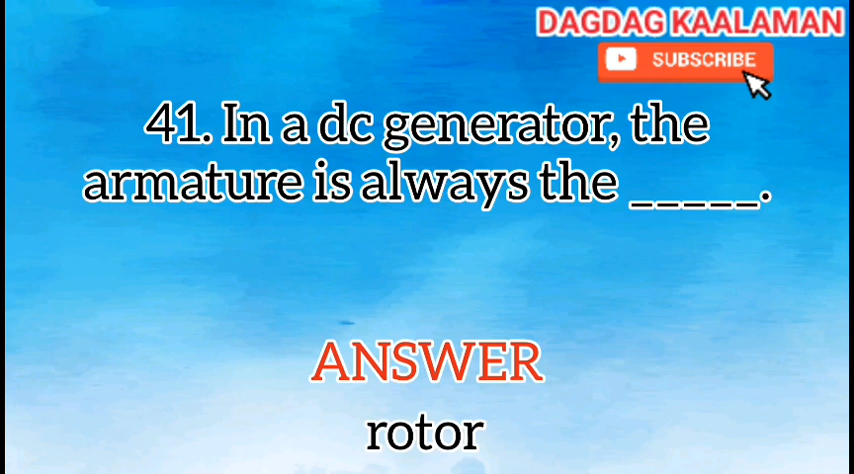 DAGDAG KAALAMAN
SUBSCRIBE
41. In a dc generator, the
armature is always the _____.
ANSWER
rotor